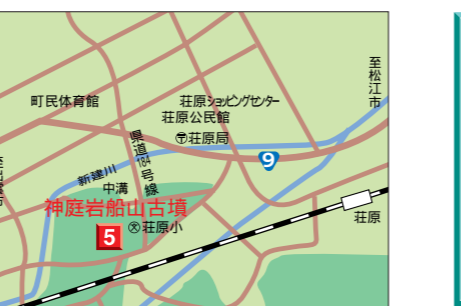 至松江市
町民体育館
荘原ショッピングセンター
荘原公民館
〒荘原局
県道184号線
9
新建川
中溝
神庭岩船山古墳
5
文荘原小
荘原